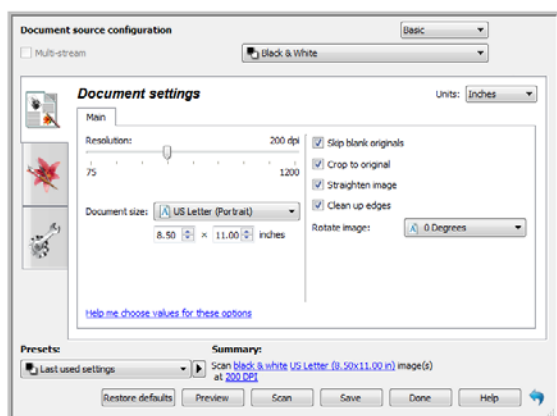 Document source configuration
Basic
Multi-stream
Black & White
Document settings
Units: Inches
Main
Resolution: 200 dpi
75 1200
Skip blank originals
Crop to original
Straighten image
Clean up edges
Document size: US Letter (Portrait)
8.50 × 11.00 inches
Rotate image: 0 Degrees
Help me choose values for these options
Presets: Summary:
Last used settings
Scan black & white US Letter (8.50x11.00 in) image(s)
at 200 DPI
Restore defaults Preview Scan Save Done Help